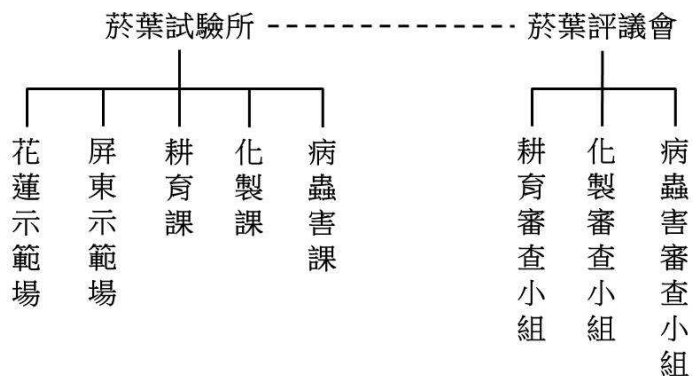 菸葉試驗所
菸葉評議會
花蓮示範場
屏東示範場
耕育課
化製課
病蟲害課
耕育審查小組
化製審查小組
病蟲害審查小組